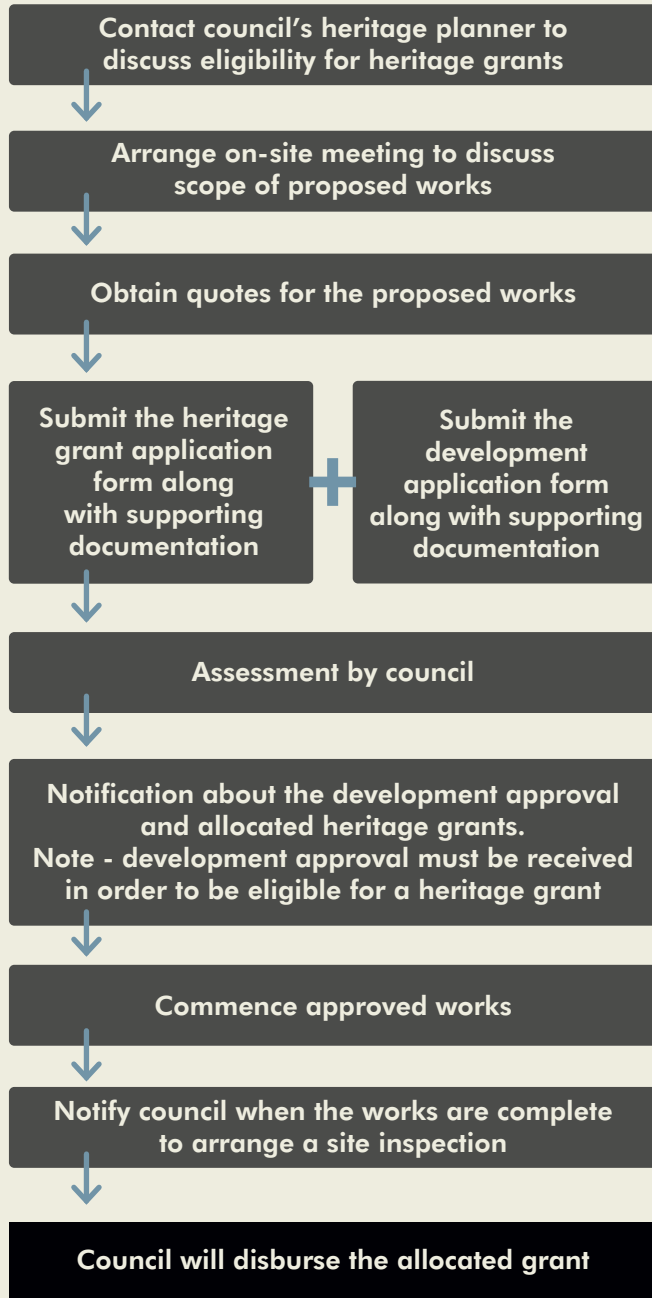 Contact council’s heritage planner to
discuss eligibility for heritage grants
Arrange on-site meeting to discuss
scope of proposed works
Obtain quotes for the proposed works
Submit the heritage
grant application
form along
with supporting
documentation
+
Submit the
development
application form
along with supporting
documentation
Assessment by council
Notification about the development approval
and allocated heritage grants.
Note - development approval must be received
in order to be eligible for a heritage grant
Commence approved works
Notify council when the works are complete
to arrange a site inspection
Council will disburse the allocated grant